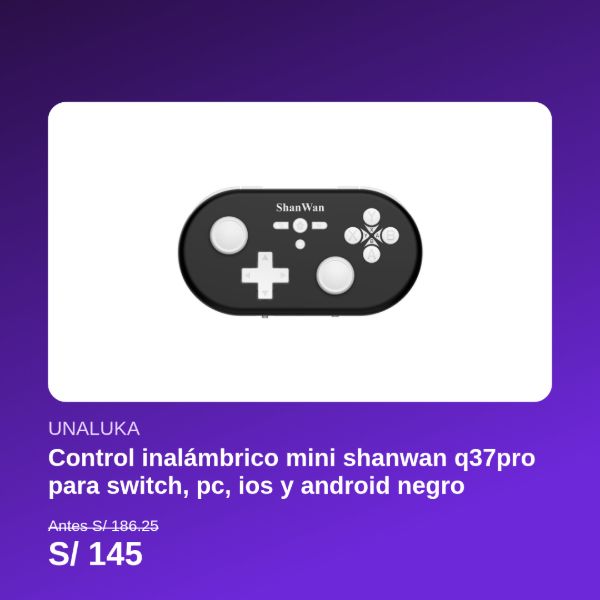 ShanWan
Y
X B
A
UNALUKA
Control inalámbrico mini shanwan q37pro
para switch, pc, ios y android negro
Antes S/ 186.25
S/ 145